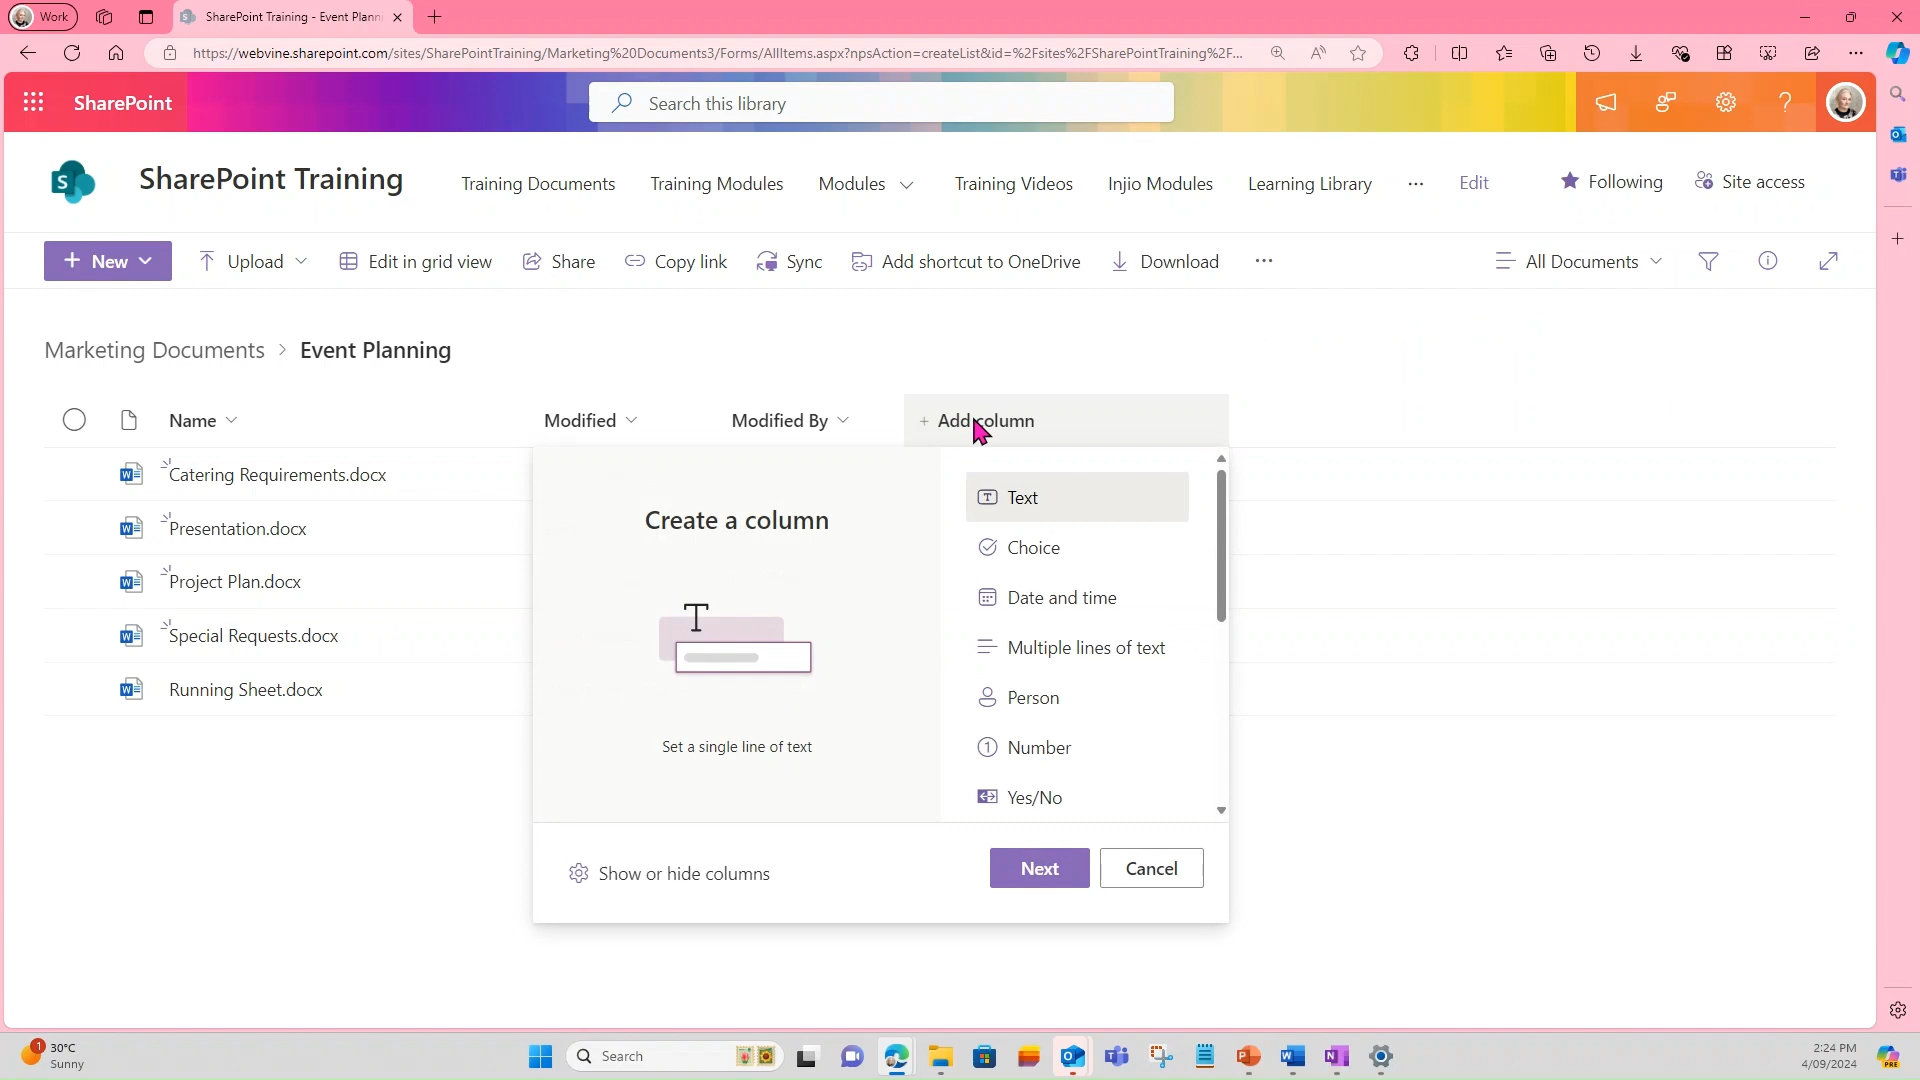 Work
SharePoint Training - Event Planni
https://webvine.sharepoint.com/sites/SharePointTraining/Marketing%20Documents3/Forms/AllItems.aspx?npsAction=createList&id=%2Fsites%2FSharePointTraining%2F...
SharePoint
Search this library
?
S
SharePoint Training
Training Documents
Training Modules
Modules
Training Videos
Injio Modules
Learning Library
...
Edit
Following
Site access
+ New
Upload
Edit in grid view
Share
Copy link
Sync
Add shortcut to OneDrive
Download
...
All Documents
Marketing Documents > Event Planning
Name
Modified
Modified By
+ Add column
Catering Requirements.docx
Presentation.docx
Project Plan.docx
Special Requests.docx
Running Sheet.docx
Create a column
T
Set a single line of text
Text
Choice
Date and time
Multiple lines of text
Person
Number
Yes/No
Show or hide columns
Next
Cancel
1
30°C
Sunny
Search
2:24 PM
4/09/2024
PRE